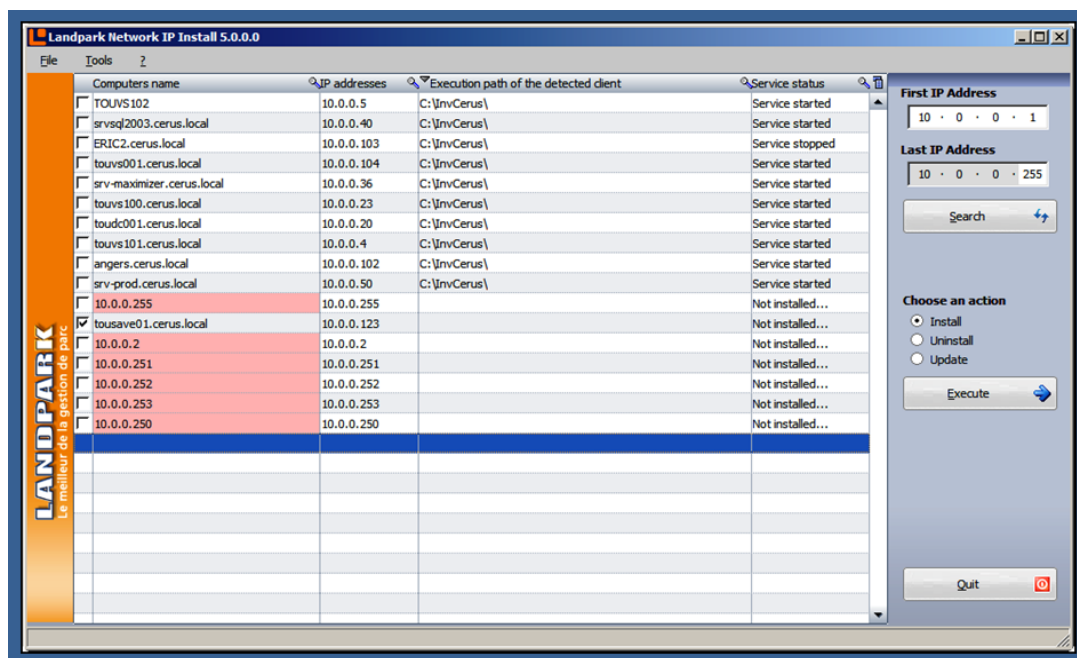 Landpark Network IP Install 5.0.0.0
File Tools ?
Computers name IP addresses Execution path of the detected client Service status
TOUVS102 10.0.0.5 C:\InvCerus\ Service started
srvsql2003.cerus.local 10.0.0.40 C:\InvCerus\ Service started
ERIC2.cerus.local 10.0.0.103 C:\InvCerus\ Service stopped
touvs001.cerus.local 10.0.0.104 C:\InvCerus\ Service started
srv-maximizer.cerus.local 10.0.0.36 C:\InvCerus\ Service started
touvs100.cerus.local 10.0.0.23 C:\InvCerus\ Service started
toudc001.cerus.local 10.0.0.20 C:\InvCerus\ Service started
touvs101.cerus.local 10.0.0.4 C:\InvCerus\ Service started
angers.cerus.local 10.0.0.102 C:\InvCerus\ Service started
srv-prod.cerus.local 10.0.0.50 C:\InvCerus\ Service started
10.0.0.255 10.0.0.255 Not installed...
tousave01.cerus.local 10.0.0.123 Not installed...
10.0.0.2 10.0.0.2 Not installed...
10.0.0.251 10.0.0.251 Not installed...
10.0.0.252 10.0.0.252 Not installed...
10.0.0.253 10.0.0.253 Not installed...
10.0.0.250 10.0.0.250 Not installed...
LANDPARK
Le meilleur de la gestion de parc
First IP Address
10 · 0 · 0 · 1
Last IP Address
10 · 0 · 0 · 255
Search
Choose an action
Install
Uninstall
Update
Execute
Quit